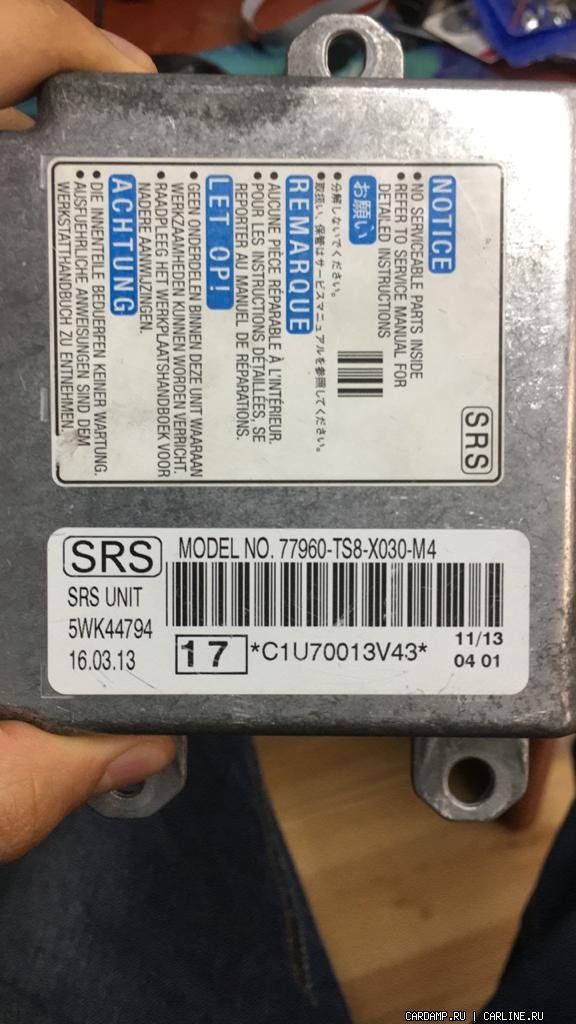 NOTICE
• NO SERVICEABLE PARTS INSIDE
• REFER TO SERVICE MANUAL FOR
DETAILED INSTRUCTIONS
お願い
• 分解しないでください。
• 取扱い、保管はサービスマニュアルを参照してください。
REMARQUE
• AUCUNE PIÈCE RÉPARABLE À L'INTÉRIEUR.
• POUR LES INSTRUCTIONS DÉTAILLÉES, SE
REPORTER AU MANUEL DE RÉPARATIONS.
LET OP!
• GEEN ONDERDELEN BINNEN DEZE UNIT WAARAAN
WERKZAAMHEDEN KUNNEN WORDEN VERRICHT.
• RAADPLEEG HET WERKPLAATSHANDBOEK VOOR
NADERE AANWIJZINGEN.
ACHTUNG
• DIE INNENTEILE BEDUERFEN KEINER WARTUNG.
• AUSFUEHRLICHE ANWEISUNGEN SIND DEM
WERKSTATTHANDBUCH ZU ENTNEHMEN.
SRS
SRS
MODEL NO. 77960-TS8-X030-M4
SRS UNIT
5WK44794
16.03.13
17
*C1U70013V43*
11/13
04 01
CARDAMP.RU | CARLINE.RU